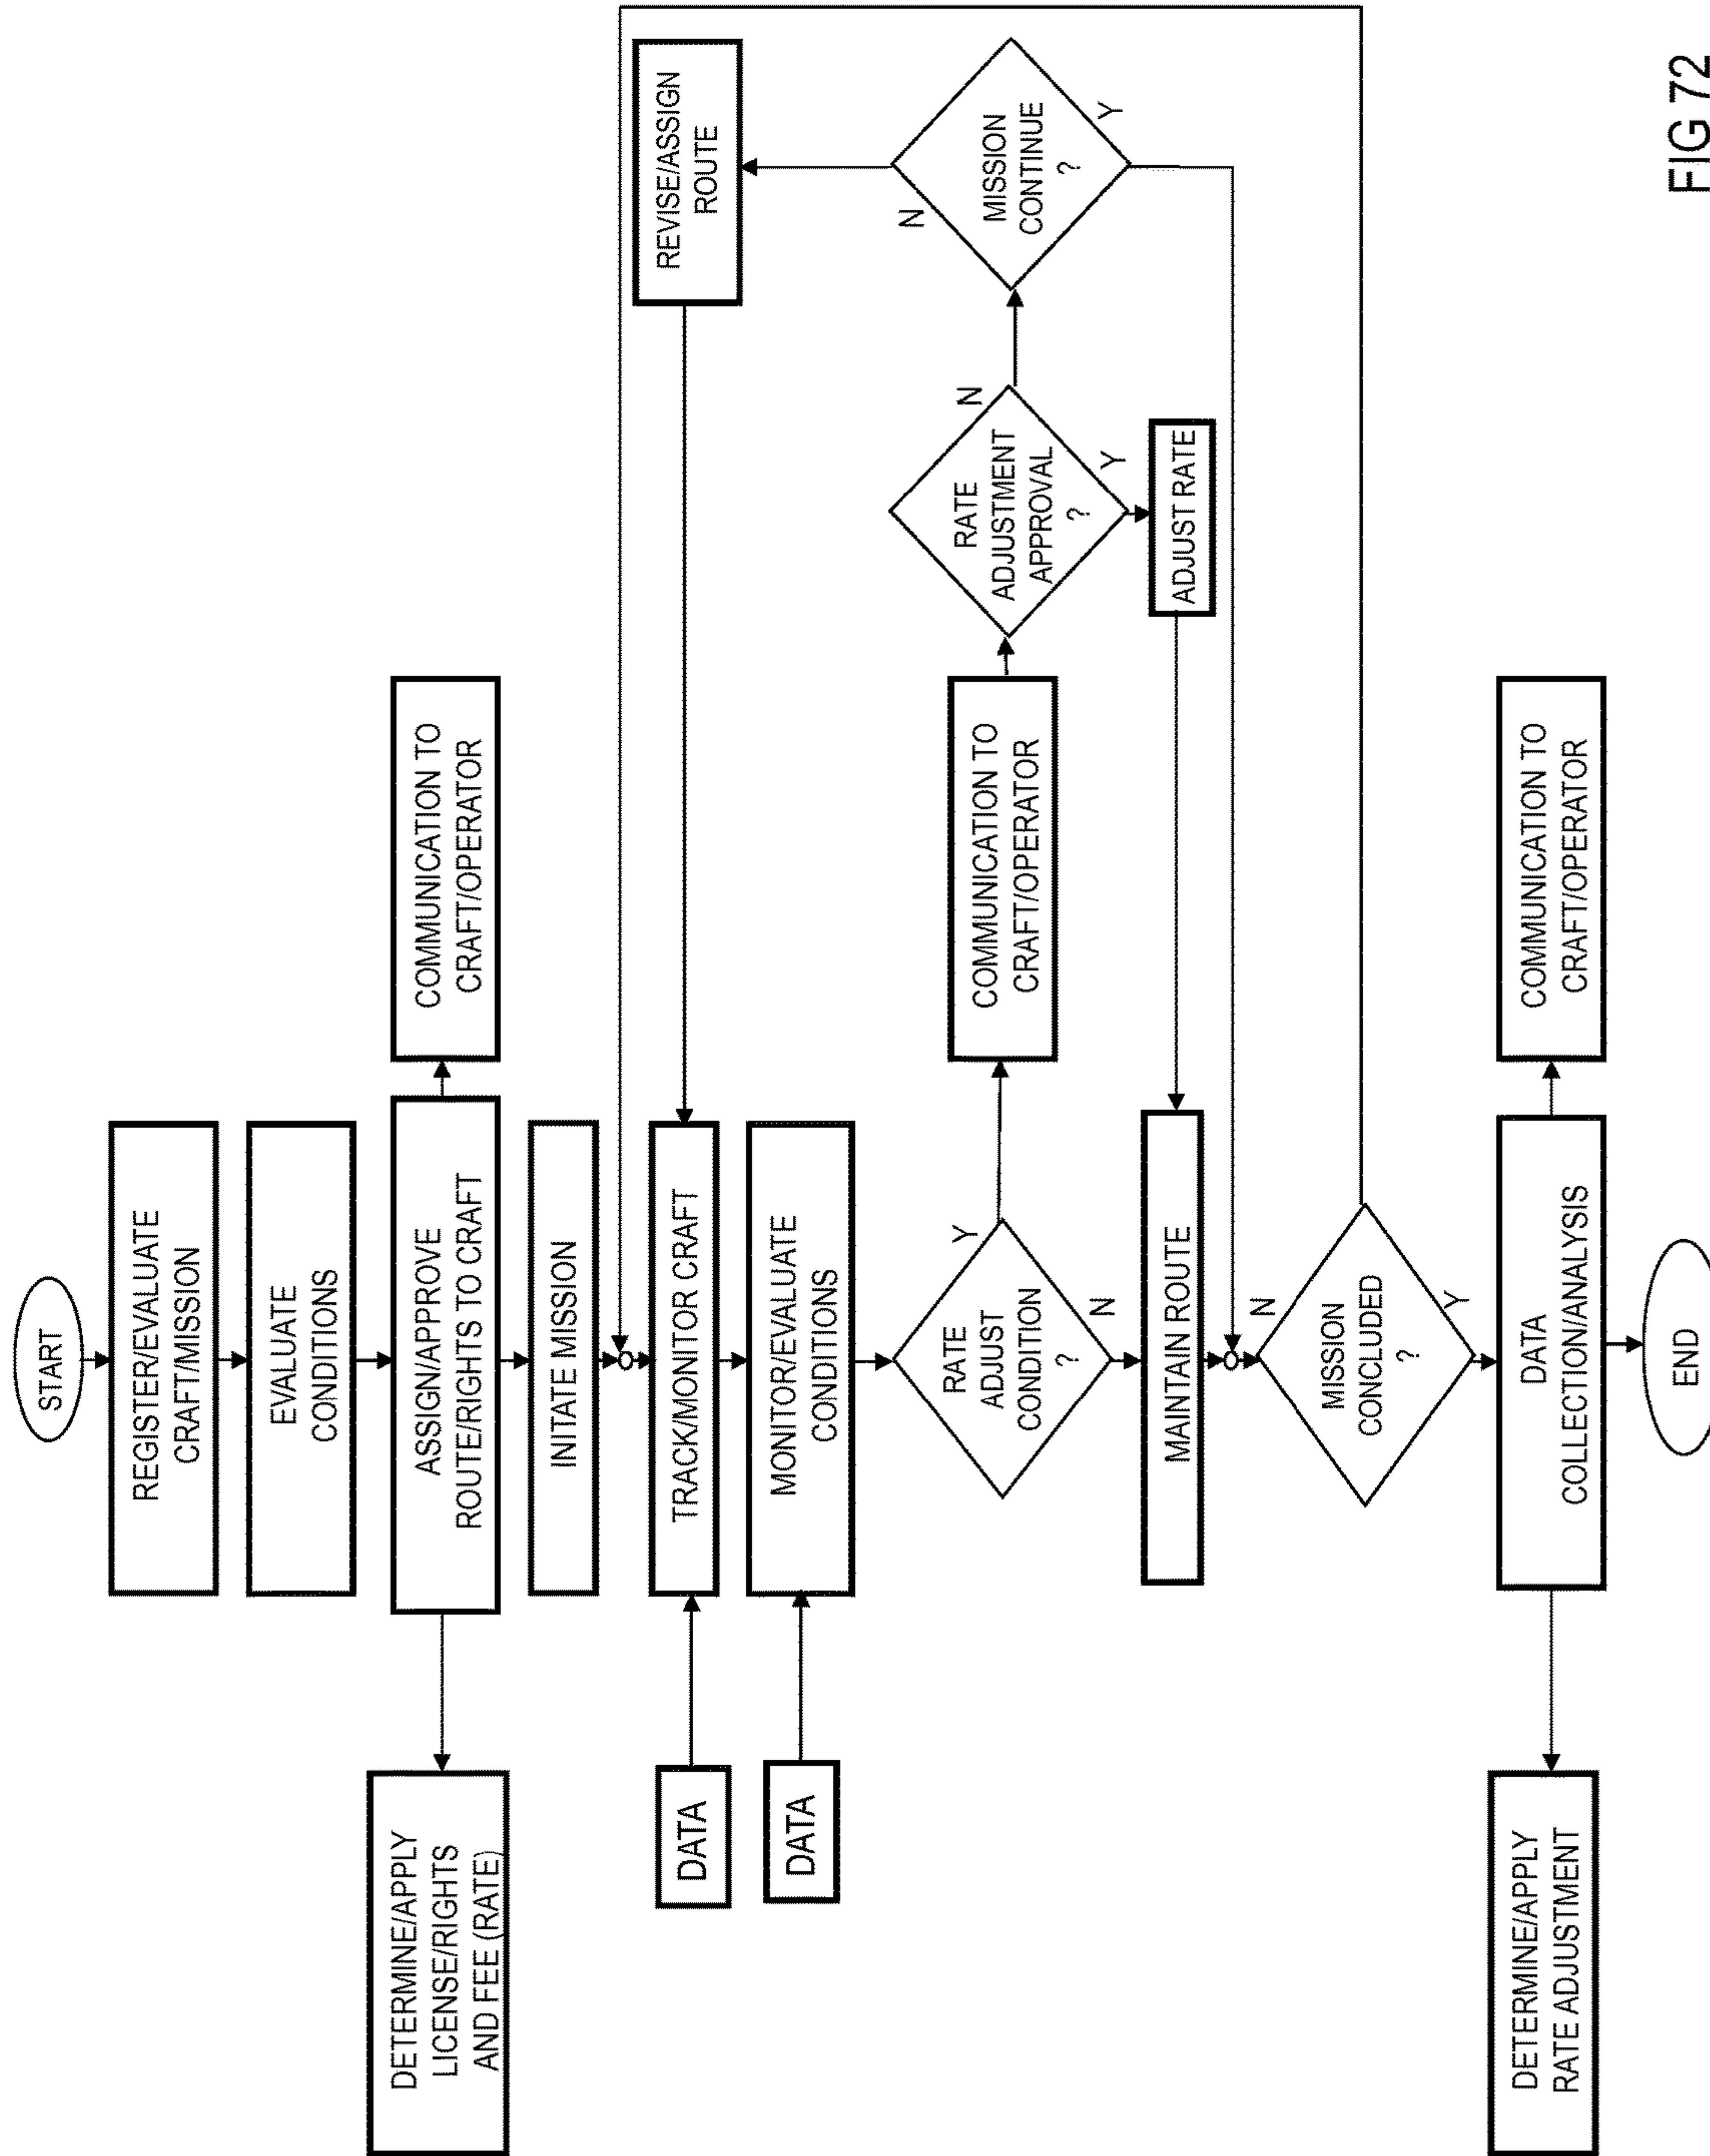 START
REGISTER/EVALUATE
CRAFT/MISSION
EVALUATE
CONDITIONS
DETERMINE/APPLY
LICENSE/RIGHTS
AND FEE (RATE)
ASSIGN/APPROVE
ROUTE/RIGHTS TO CRAFT
COMMUNICATION TO
CRAFT/OPERATOR
INITATE MISSION
DATA
TRACK/MONITOR CRAFT
REVISE/ASSIGN
ROUTE
DATA
MONITOR/EVALUATE
CONDITIONS
RATE
ADJUST
CONDITION
?
Y
N
COMMUNICATION TO
CRAFT/OPERATOR
RATE
ADJUSTMENT
APPROVAL
?
N
Y
MISSION
CONTINUE
?
N
Y
ADJUST RATE
MAINTAIN ROUTE
MISSION
CONCLUDED
?
N
Y
DETERMINE/APPLY
RATE ADJUSTMENT
DATA
COLLECTION/ANALYSIS
COMMUNICATION TO
CRAFT/OPERATOR
END
FIG 72